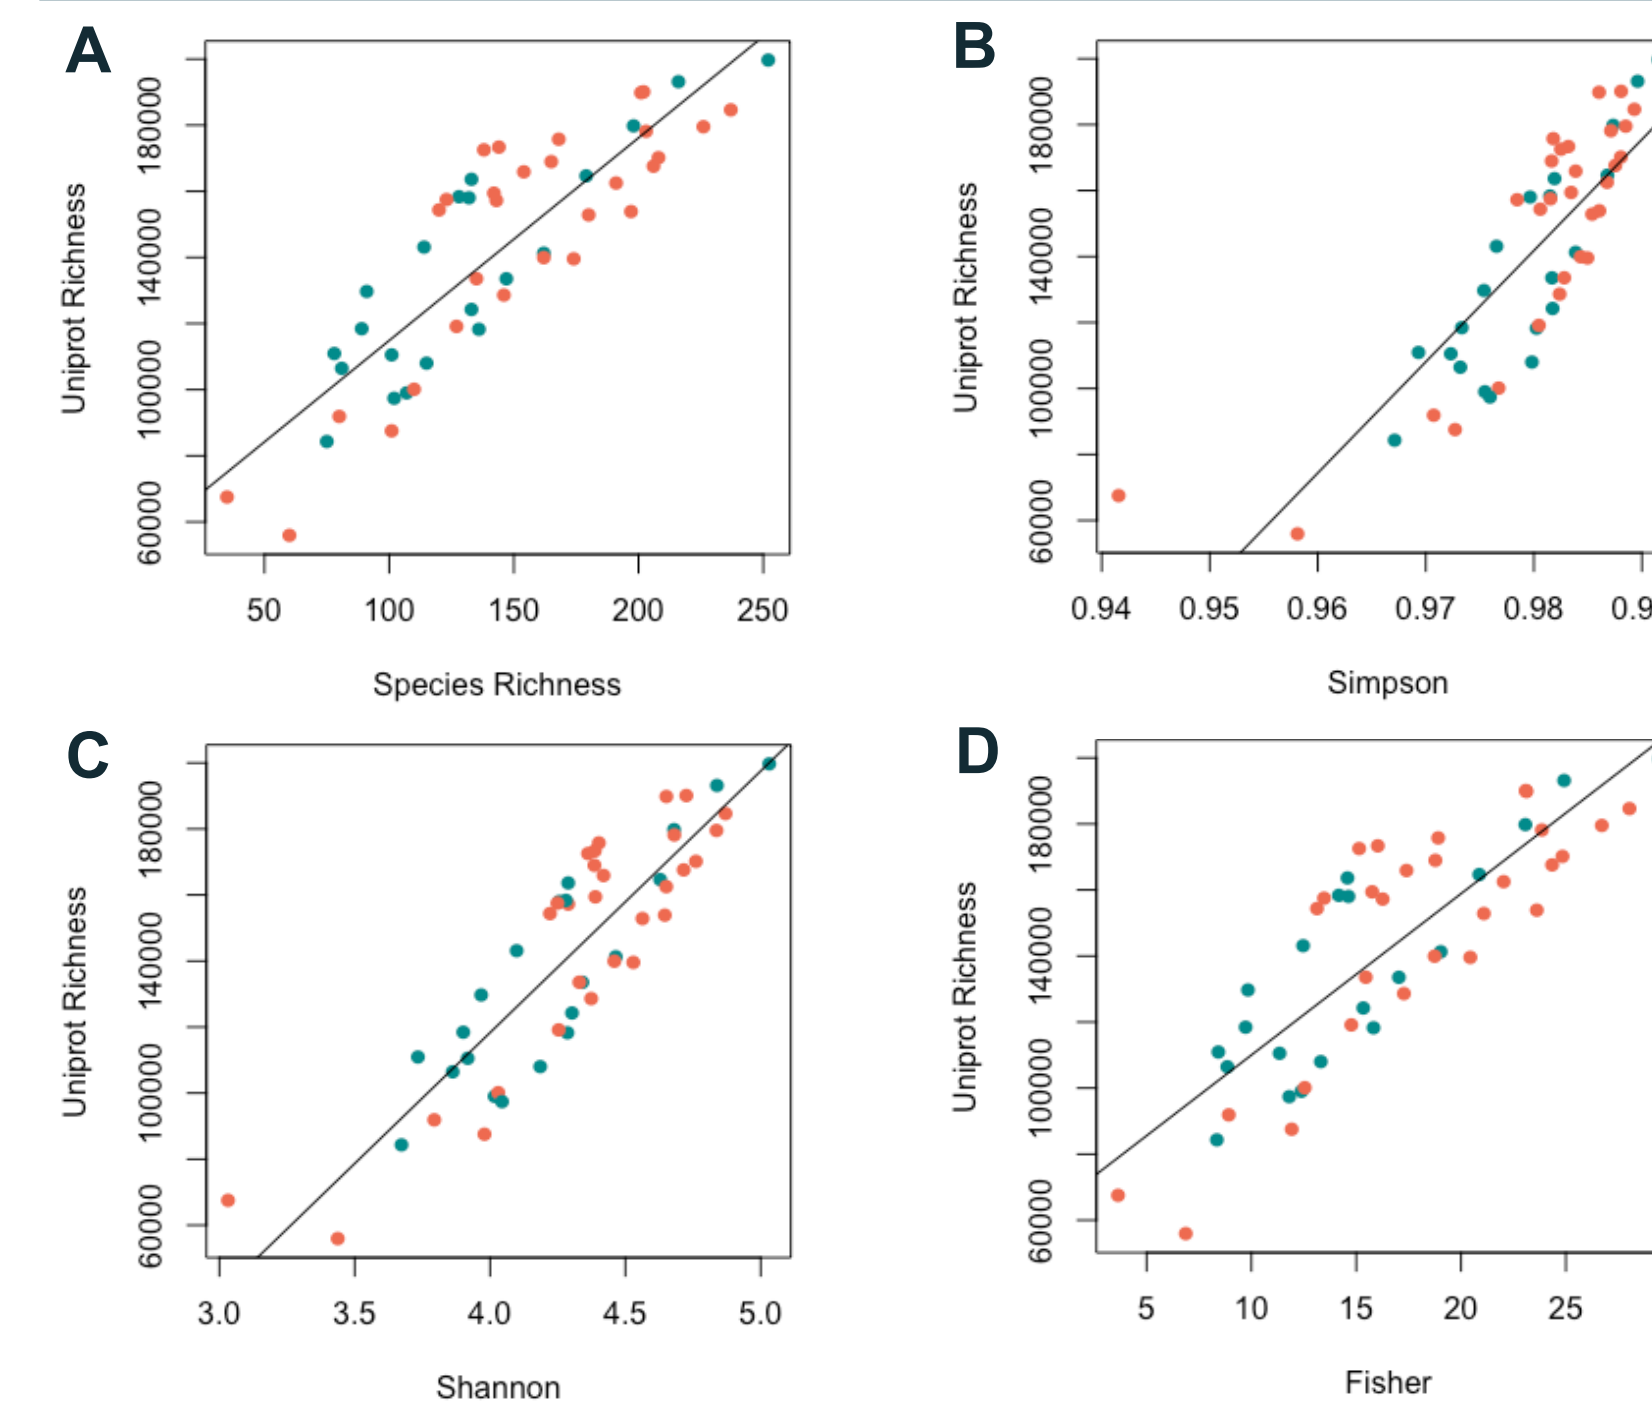 A
B
Uniprot Richness
60000 100000 140000 180000
50 100 150 200 250
Species Richness
Uniprot Richness
60000 100000 140000 180000
0.94 0.95 0.96 0.97 0.98 0.9
Simpson
C
D
Uniprot Richness
60000 100000 140000 180000
3.0 3.5 4.0 4.5 5.0
Shannon
Uniprot Richness
60000 100000 140000 180000
5 10 15 20 25
Fisher